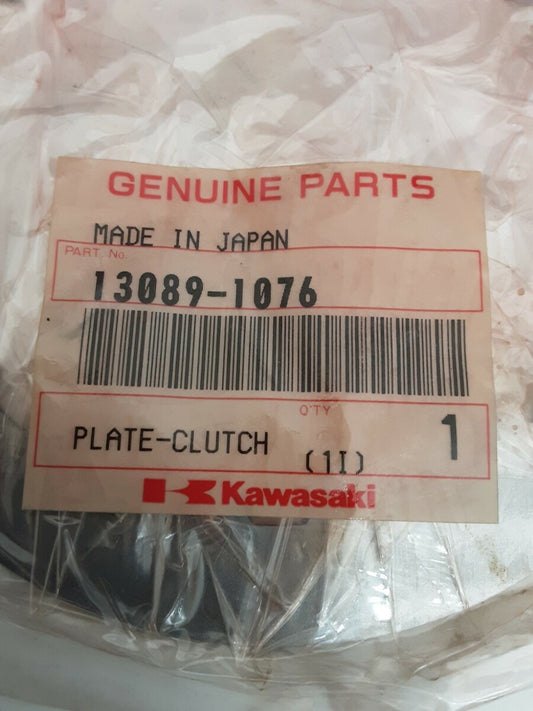 GENUINE PARTS
MADE IN JAPAN
PART No.
13089-1076
Q'TY
PLATE-CLUTCH (1I) 1
Kawasaki